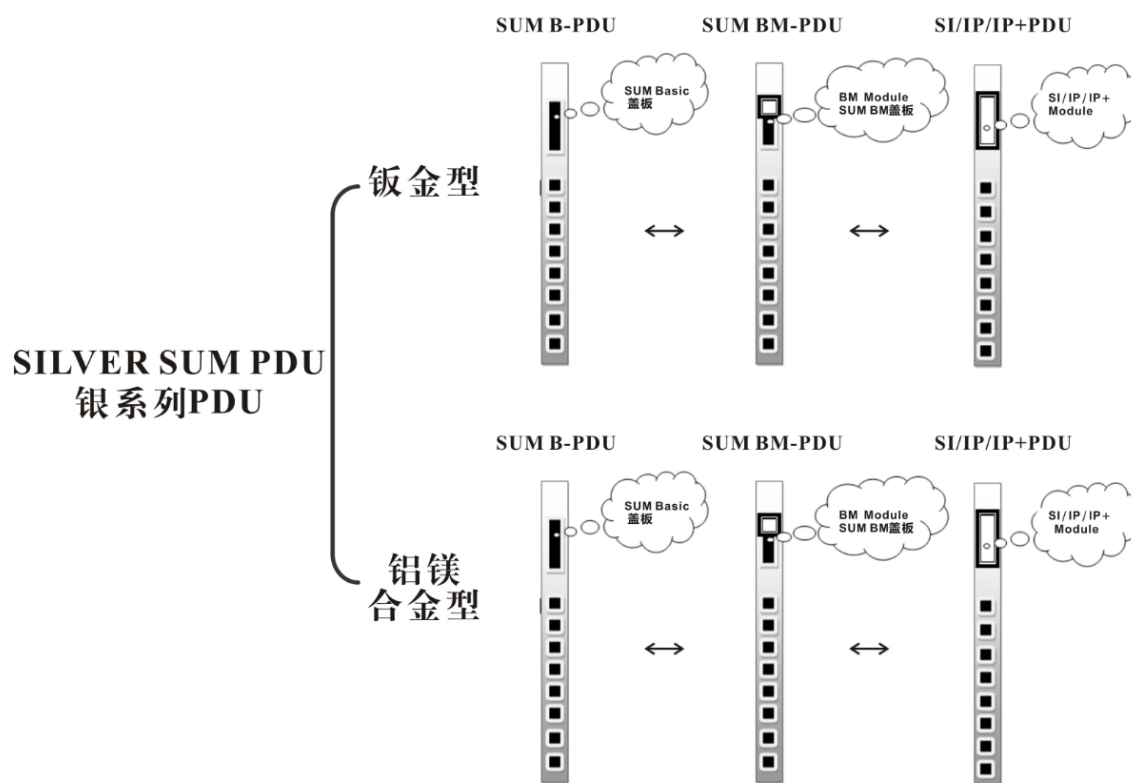 SUM B-PDU
SUM BM-PDU
SI/IP/IP+PDU
SUM Basic
盖板
BM Module
SUM BM盖板
SI/IP/IP+
Module
钣金型
SILVER SUM PDU
银系列PDU
SUM B-PDU
SUM BM-PDU
SI/IP/IP+PDU
SUM Basic
盖板
BM Module
SUM BM盖板
SI/IP/IP+
Module
铝镁
合金型